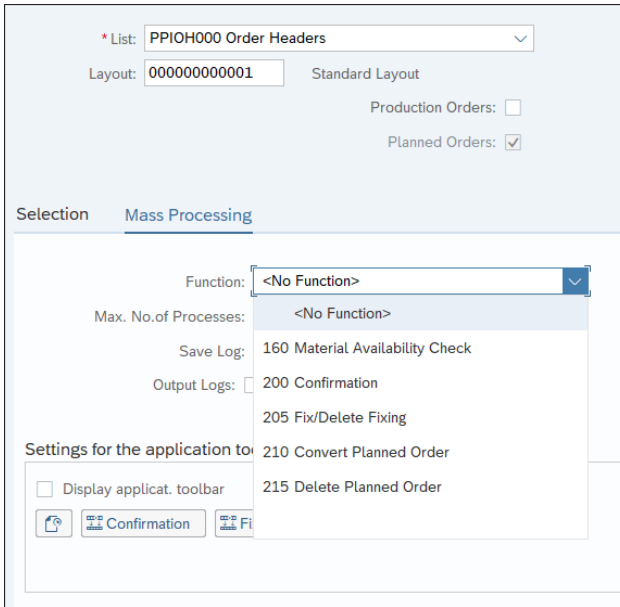 * List: PPIOH000 Order Headers
Layout: 000000000001 Standard Layout
Production Orders:
Planned Orders:
Selection Mass Processing
Function: <No Function>
Max. No.of Processes: <No Function>
Save Log: 160 Material Availability Check
Output Logs: 200 Confirmation
205 Fix/Delete Fixing
Settings for the application 210 Convert Planned Order
Display applicat. toolbar 215 Delete Planned Order
Confirmation